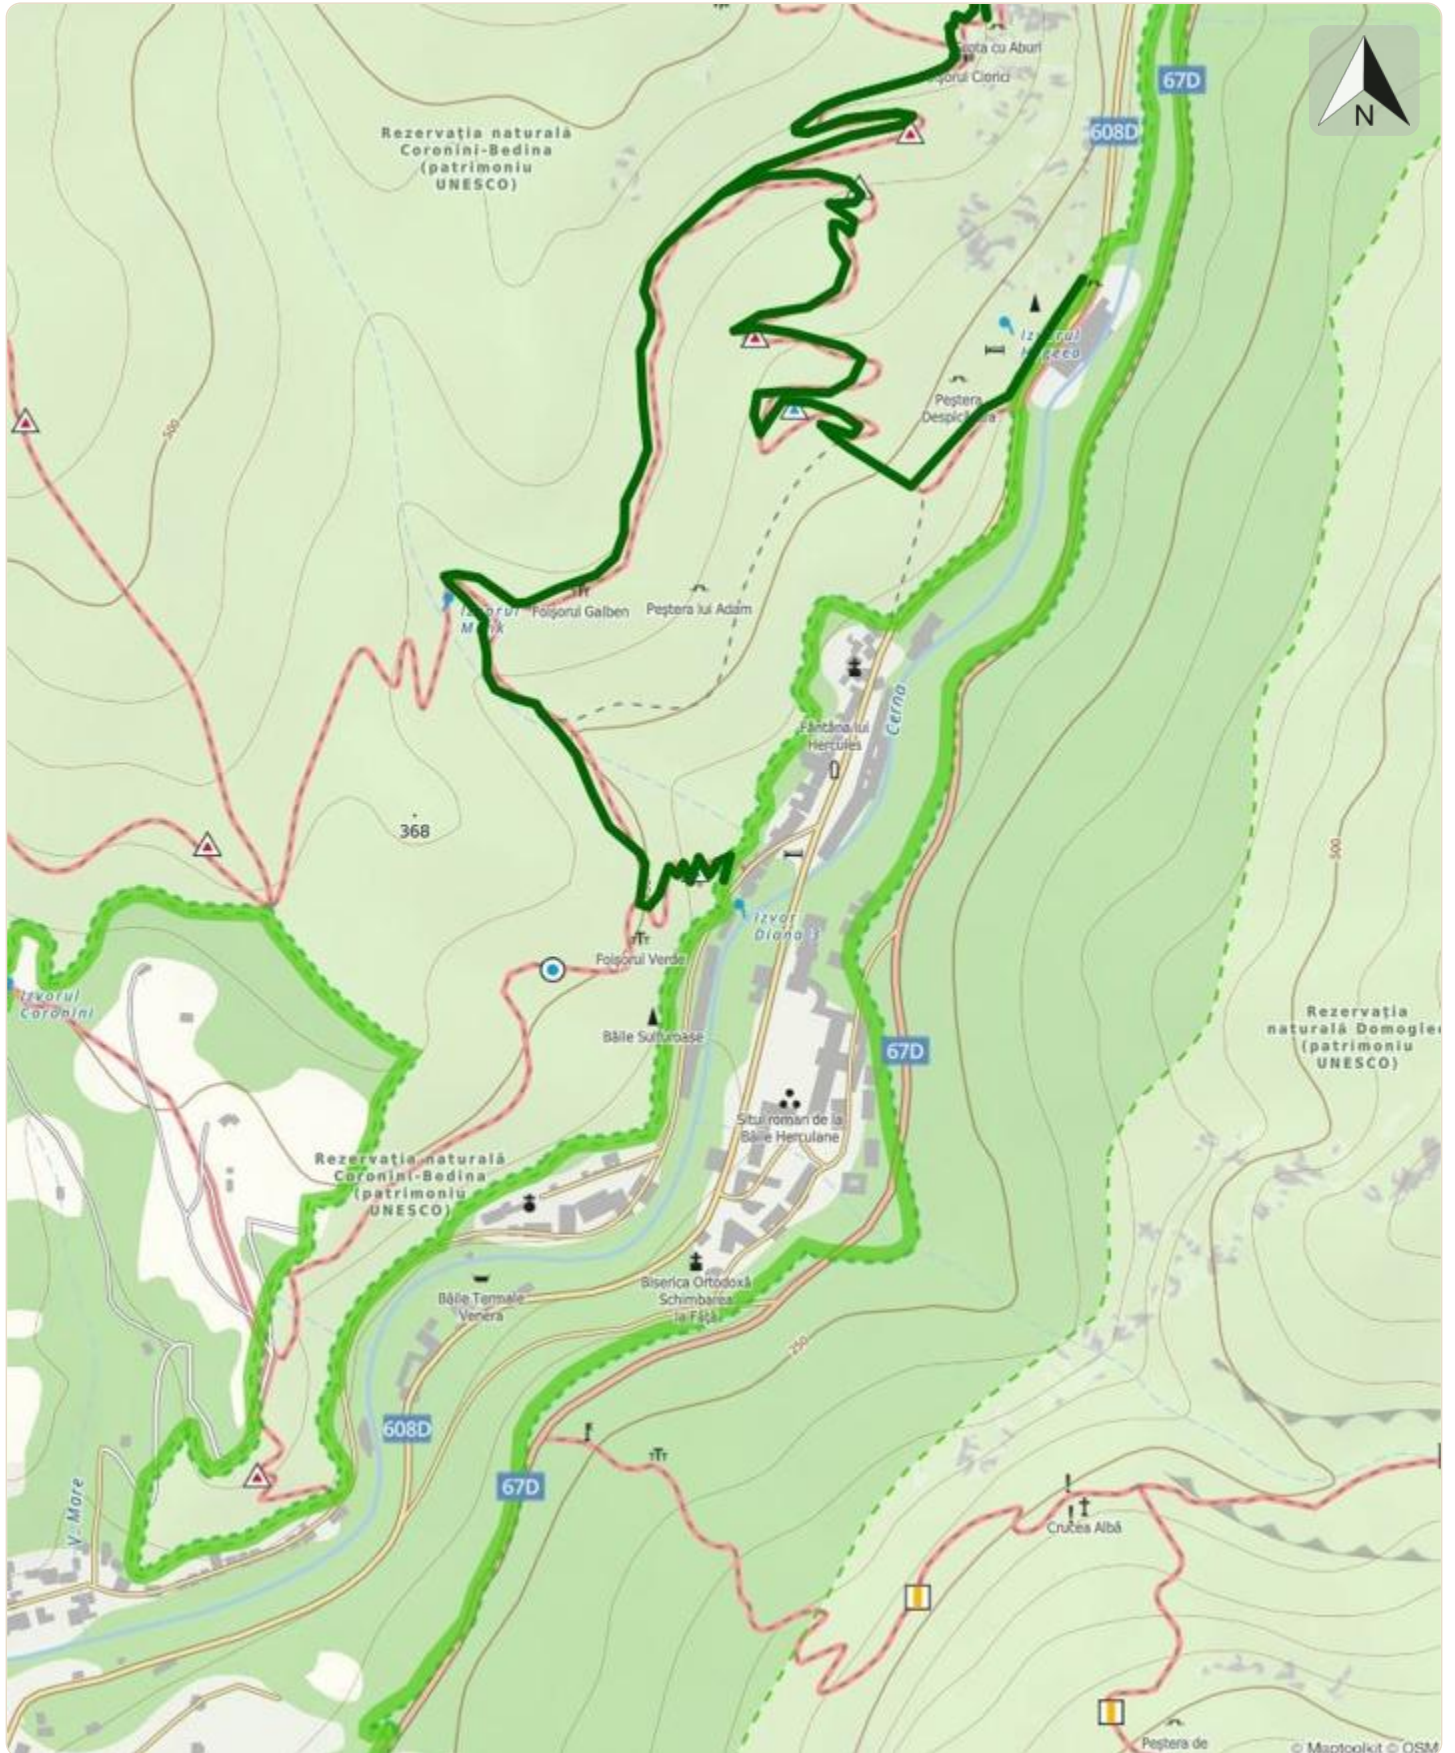 Grota cu Aburi
67D
N
608D
Rezervația naturală
Coronini-Bedina
(patrimoniu
UNESCO)
Peștera
500
Foișorul Galben
Peștera lui Adam
Cerna
Fântâna lui
Hercules
368
500
Izvor
Diana 3
Foișorul Verde
Izvorul
Coronini
Băile Sulfuroase
Rezervația
naturală
(patrimoniu
UNESCO)
67D
Situl roman de la
Băile Herculane
Rezervația naturală
Coronini-Bedina
(patrimoniu
UNESCO)
Biserica Ortodoxă
Schimbarea
la Față
Băile Termale
Venera
250
608D
67D
V. Mare
Crucea Albă
Peștera de
© Maptoolkit © OSM